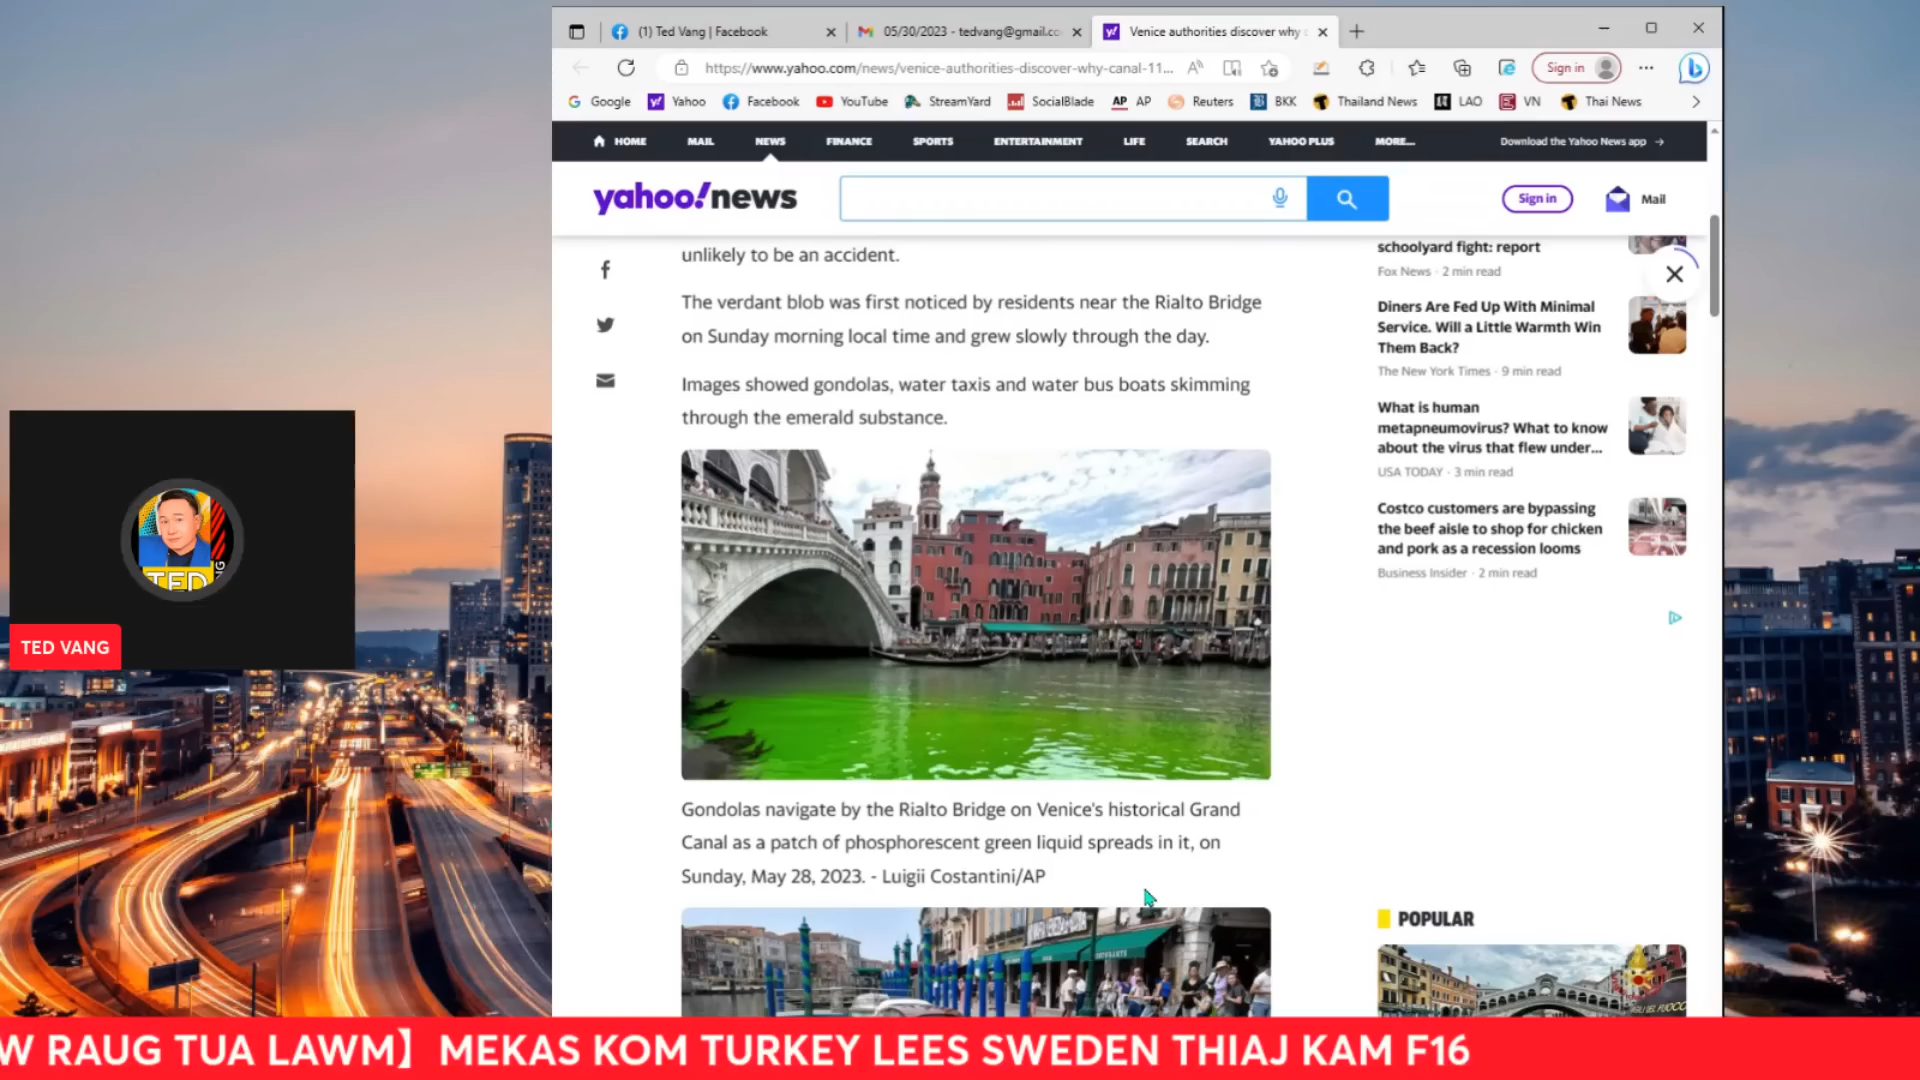 (1) Ted Vang | Facebook
05/30/2023 - tedvang@gmail.co
Venice authorities discover why
https://www.yahoo.com/news/venice-authorities-discover-why-canal-11...
Sign in
Google
Yahoo
Facebook
YouTube
StreamYard
SocialBlade
AP AP
Reuters
BKK
Thailand News
LAO
VN
Thai News
HOME
MAIL
NEWS
FINANCE
SPORTS
ENTERTAINMENT
LIFE
SEARCH
YAHOO PLUS
MORE...
Download the Yahoo News app
yahoo!news
Sign in
Mail
unlikely to be an accident.
The verdant blob was first noticed by residents near the Rialto Bridge
on Sunday morning local time and grew slowly through the day.
Images showed gondolas, water taxis and water bus boats skimming
through the emerald substance.
Gondolas navigate by the Rialto Bridge on Venice's historical Grand
Canal as a patch of phosphorescent green liquid spreads in it, on
Sunday, May 28, 2023. - Luigii Costantini/AP
schoolyard fight: report
Fox News · 2 min read
Diners Are Fed Up With Minimal
Service. Will a Little Warmth Win
Them Back?
The New York Times · 9 min read
What is human
metapneumovirus? What to know
about the virus that flew under...
USA TODAY · 3 min read
Costco customers are bypassing
the beef aisle to shop for chicken
and pork as a recession looms
Business Insider · 2 min read
POPULAR
TED
TED VANG
W RAUG TUA LAWM】 MEKAS KOM TURKEY LEES SWEDEN THIAJ KAM F16